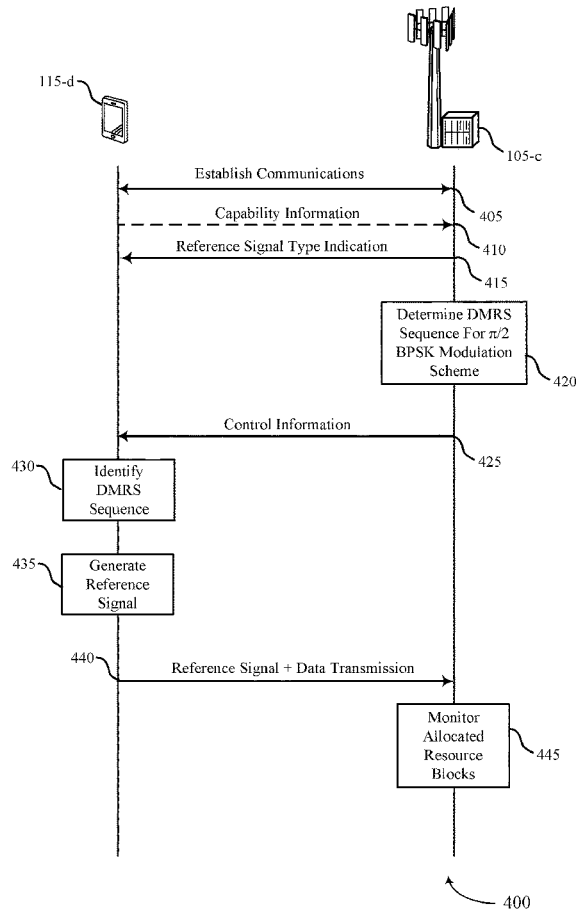 115-d
105-c
Establish Communications
405
Capability Information
410
Reference Signal Type Indication
415
Determine DMRS
Sequence For π/2
BPSK Modulation
Scheme
420
Control Information
425
430
Identify
DMRS
Sequence
435
Generate
Reference
Signal
440
Reference Signal + Data Transmission
Monitor
Allocated
Resource
Blocks
445
400